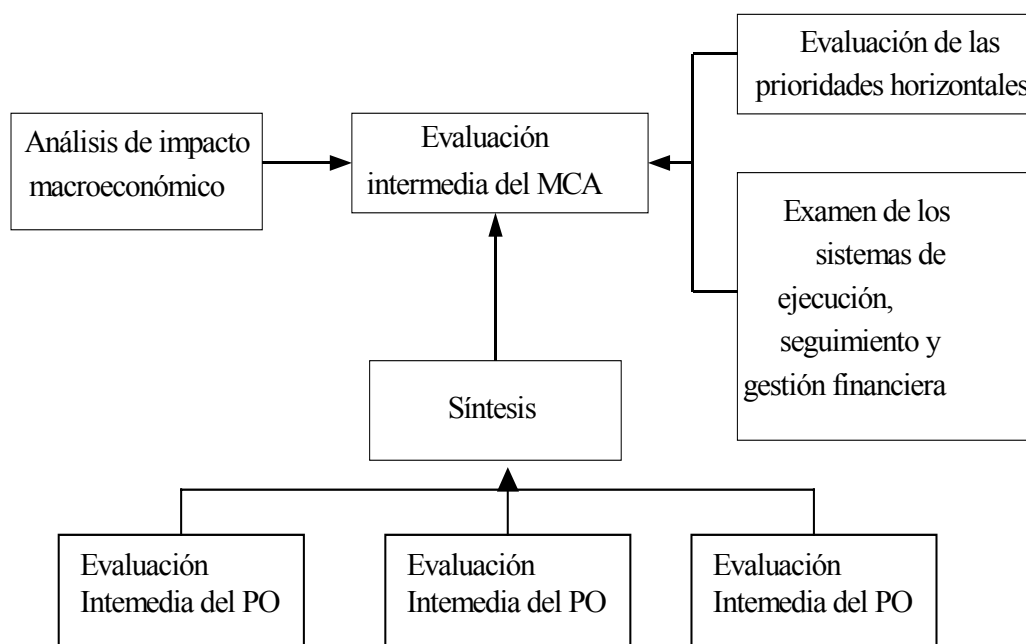 Evaluación de las
prioridades horizontales
Análisis de impacto
macroeconómico
Evaluación
intermedia del MCA
Examen de los
sistemas de
ejecución,
seguimiento y
gestión financiera
Síntesis
Evaluación
Intemedia del PO
Evaluación
Intemedia del PO
Evaluación
Intemedia del PO